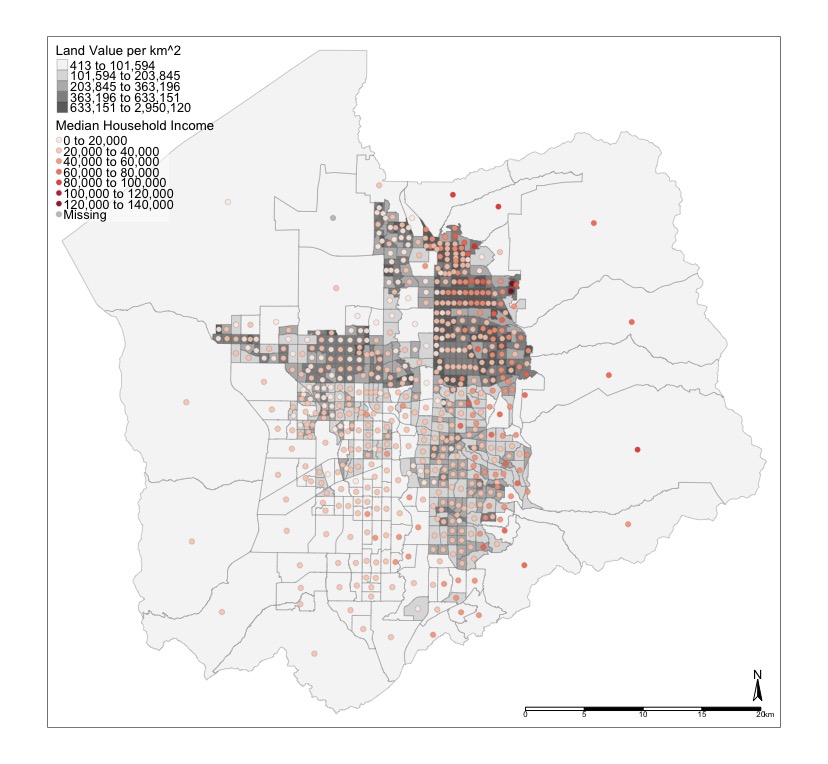 Land Value per km^2
413 to 101,594
101,594 to 203,845
203,845 to 363,196
363,196 to 633,151
633,151 to 2,950,120
Median Household Income
0 to 20,000
20,000 to 40,000
40,000 to 60,000
60,000 to 80,000
80,000 to 100,000
100,000 to 120,000
120,000 to 140,000
Missing
N
0 5 10 15 20km